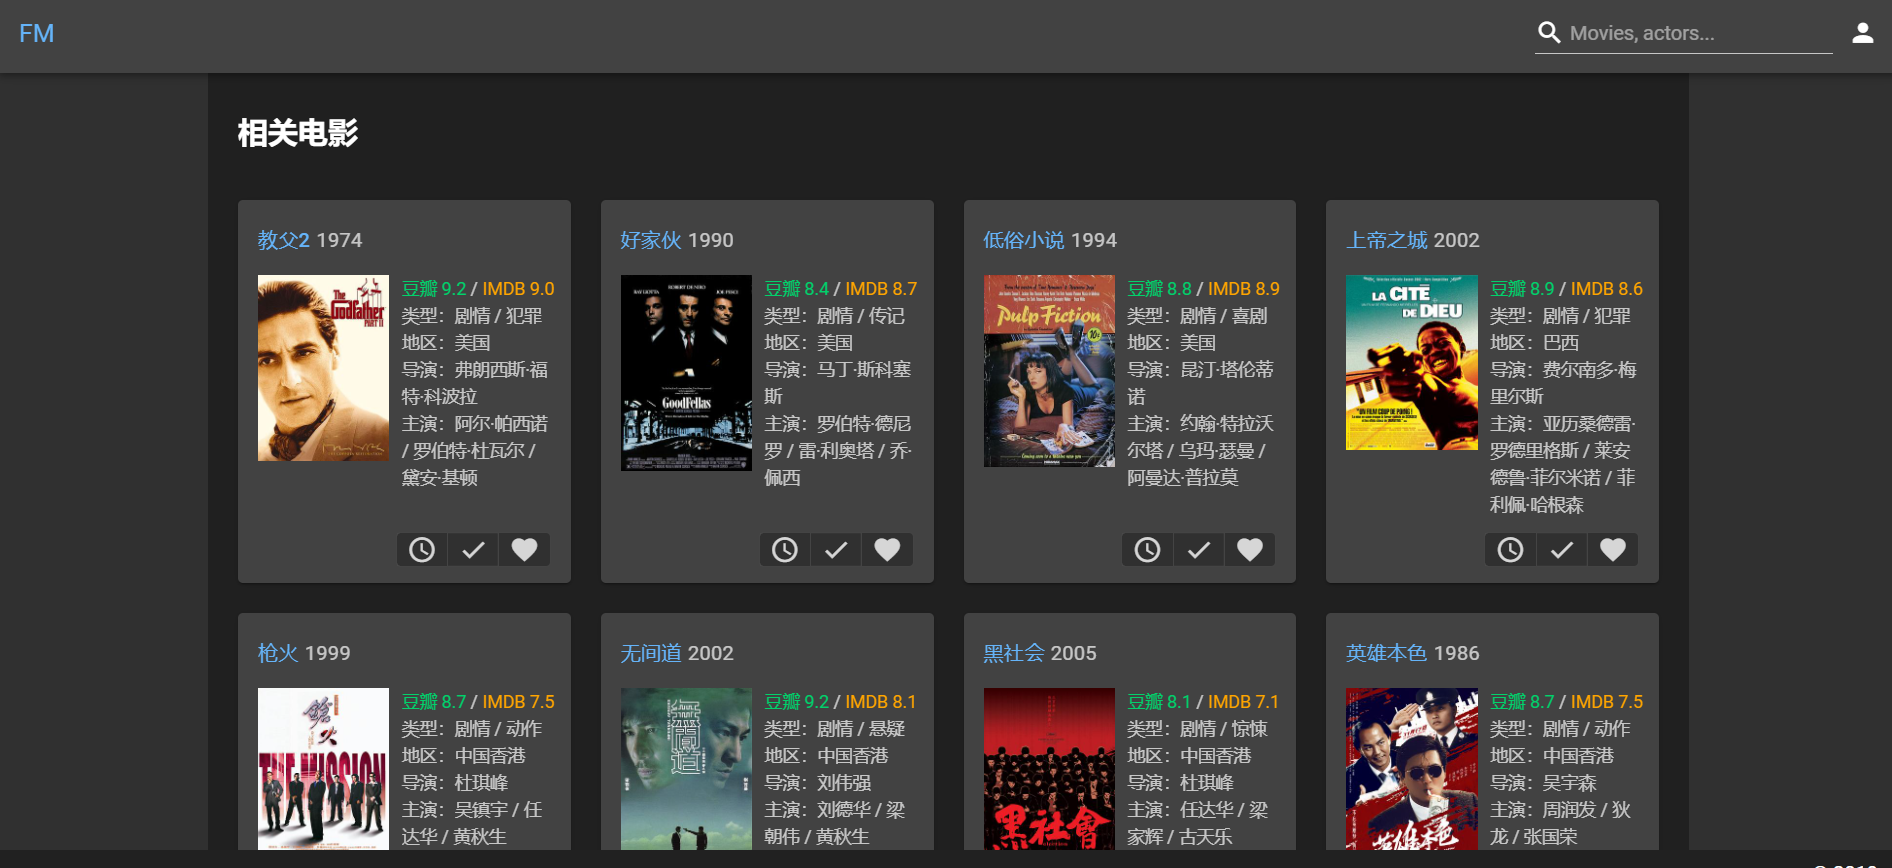 FM
Movies, actors...
相关电影
教父2 1974
The
Godfather
PART II
豆瓣 9.2 / IMDB 9.0
类型：剧情 / 犯罪
地区：美国
导演：弗朗西斯·福
特·科波拉
主演：阿尔·帕西诺
/ 罗伯特·杜瓦尔 /
黛安·基顿
好家伙 1990
RAY LIOTTA
ROBERT DE NIRO
JOE PESCI
GoodFellas
豆瓣 8.4 / IMDB 8.7
类型：剧情 / 传记
地区：美国
导演：马丁·斯科塞
斯
主演：罗伯特·德尼
罗 / 雷·利奥塔 / 乔·
佩西
低俗小说 1994
Pulp Fiction
10¢
豆瓣 8.8 / IMDB 8.9
类型：剧情 / 喜剧
地区：美国
导演：昆汀·塔伦蒂
诺
主演：约翰·特拉沃
尔塔 / 乌玛·瑟曼 /
阿曼达·普拉莫
上帝之城 2002
LA CITÉ
DE DIEU
"UN FILM COUP DE POING!"
豆瓣 8.9 / IMDB 8.6
类型：剧情 / 犯罪
地区：巴西
导演：费尔南多·梅
里尔斯
主演：亚历桑德雷·
罗德里格斯 / 莱安
德鲁·菲尔米诺 / 菲
利佩·哈根森
枪火 1999
鎗火
THE MISSION
豆瓣 8.7 / IMDB 7.5
类型：剧情 / 动作
地区：中国香港
导演：杜琪峰
主演：吴镇宇 / 任
达华 / 黄秋生
无间道 2002
無間道
豆瓣 9.2 / IMDB 8.1
类型：剧情 / 悬疑
地区：中国香港
导演：刘伟强
主演：刘德华 / 梁
朝伟 / 黄秋生
黑社会 2005
黑社會
豆瓣 8.1 / IMDB 7.1
类型：剧情 / 惊悚
地区：中国香港
导演：杜琪峰
主演：任达华 / 梁
家辉 / 古天乐
英雄本色 1986
英雄本色
豆瓣 8.7 / IMDB 7.5
类型：剧情 / 动作
地区：中国香港
导演：吴宇森
主演：周润发 / 狄
龙 / 张国荣